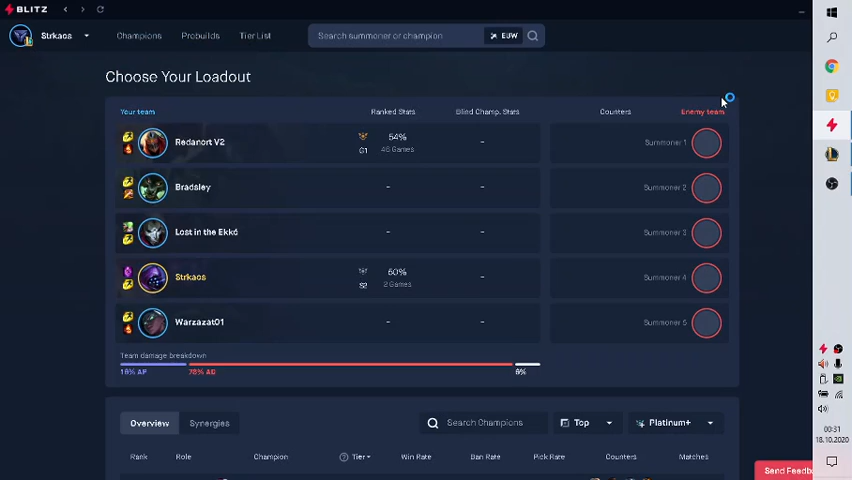 BLITZ
Strkaos
Champions
Probuilds
Tier List
Search summoner or champion
EUW
Choose Your Loadout
Your team
Ranked Stats
Blied Champ. Stats
Counters
Enemy team
Redanort V2
54%
G1
46 Games
-
Summoner 1
Bradsley
-
-
Summoner 2
Lost in the Ekkó
-
-
Summoner 3
Strkaos
50%
S2
2 Games
-
Summoner 4
Warzazat01
-
-
Summoner 5
Team damage breakdown
16% AP
78% AD
6%
Overview
Synergies
Search Champions
Top
Platinum+
Rank
Role
Champion
Tier
Win Rate
Ban Rate
Pick Rate
Counters
Matches
Send Feedb
00:31
18.10.2020